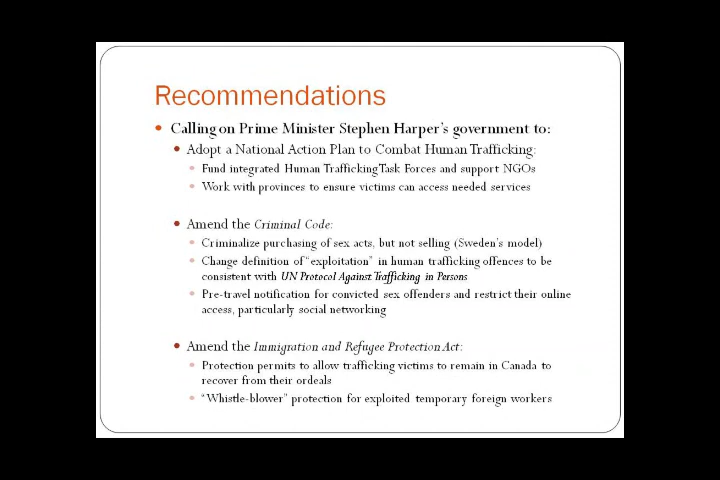 Recommendations
• Calling on Prime Minister Stephen Harper's government to:
• Adopt a National Action Plan to Combat Human Trafficking:
• Fund integrated Human Trafficking Task Forces and support NGOs
• Work with provinces to ensure victims can access needed services
• Amend the Criminal Code:
• Criminalize purchasing of sex acts, but not selling (Sweden's model)
• Change definition of "exploitation" in human trafficking offences to be
consistent with UN Protocol Against Trafficking in Persons
• Pre-travel notification for convicted sex offenders and restrict their online
access, particularly social networking
• Amend the Immigration and Refugee Protection Act:
• Protection permits to allow trafficking victims to remain in Canada to
recover from their ordeals
• "Whistle-blower" protection for exploited temporary foreign workers